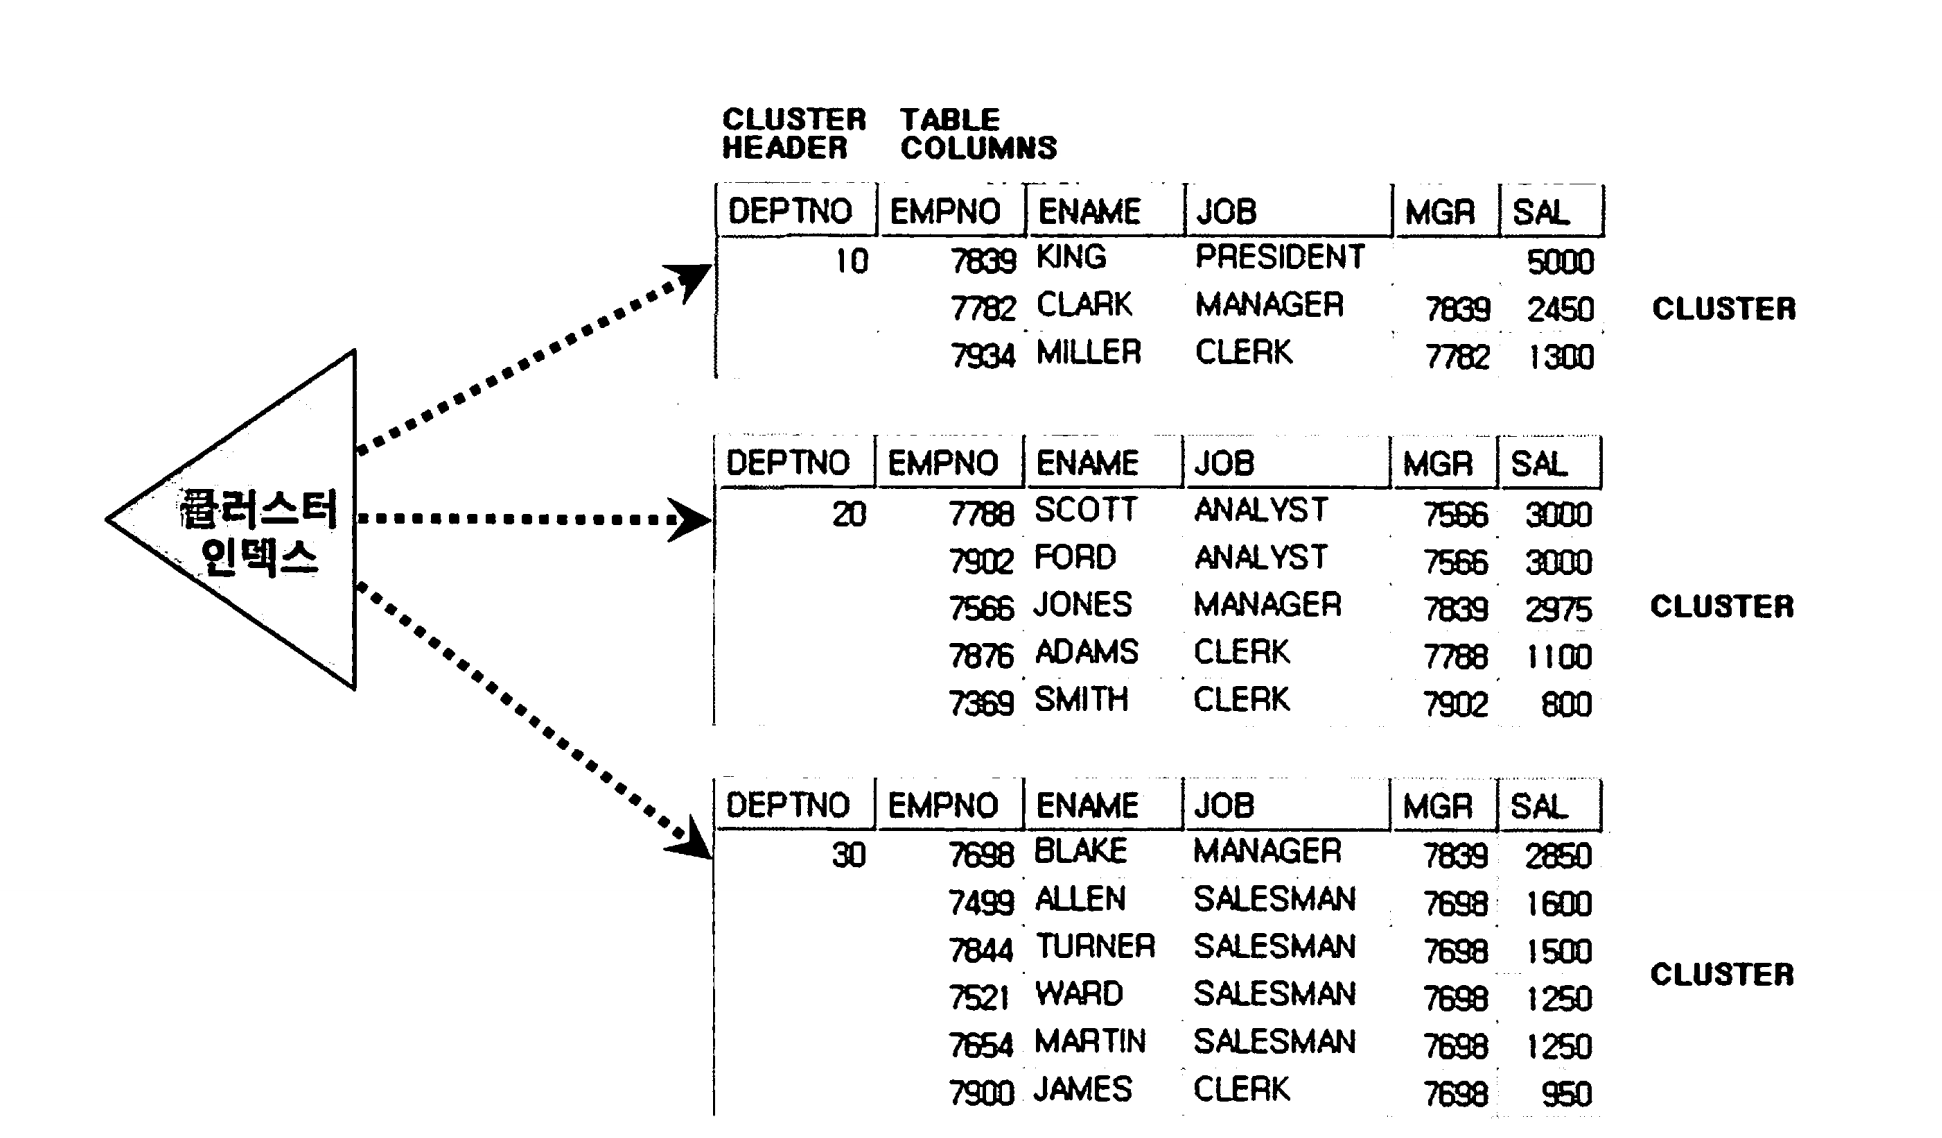 CLUSTER HEADER TABLE COLUMNS
DEPTNO EMPNO ENAME JOB MGR SAL
10 7839 KING PRESIDENT 5000
7782 CLARK MANAGER 7839 2450
CLUSTER
7934 MILLER CLERK 7782 1300
클러스터
인덱스
DEPTNO EMPNO ENAME JOB MGR SAL
20 7788 SCOTT ANALYST 7566 3000
7902 FORD ANALYST 7566 3000
7566 JONES MANAGER 7839 2975
CLUSTER
7876 ADAMS CLERK 7788 1100
7369 SMITH CLERK 7902 800
DEPTNO EMPNO ENAME JOB MGR SAL
30 7698 BLAKE MANAGER 7839 2850
7499 ALLEN SALESMAN 7698 1600
7844 TURNER SALESMAN 7698 1500
CLUSTER
7521 WARD SALESMAN 7698 1250
7654 MARTIN SALESMAN 7698 1250
7900 JAMES CLERK 7698 950